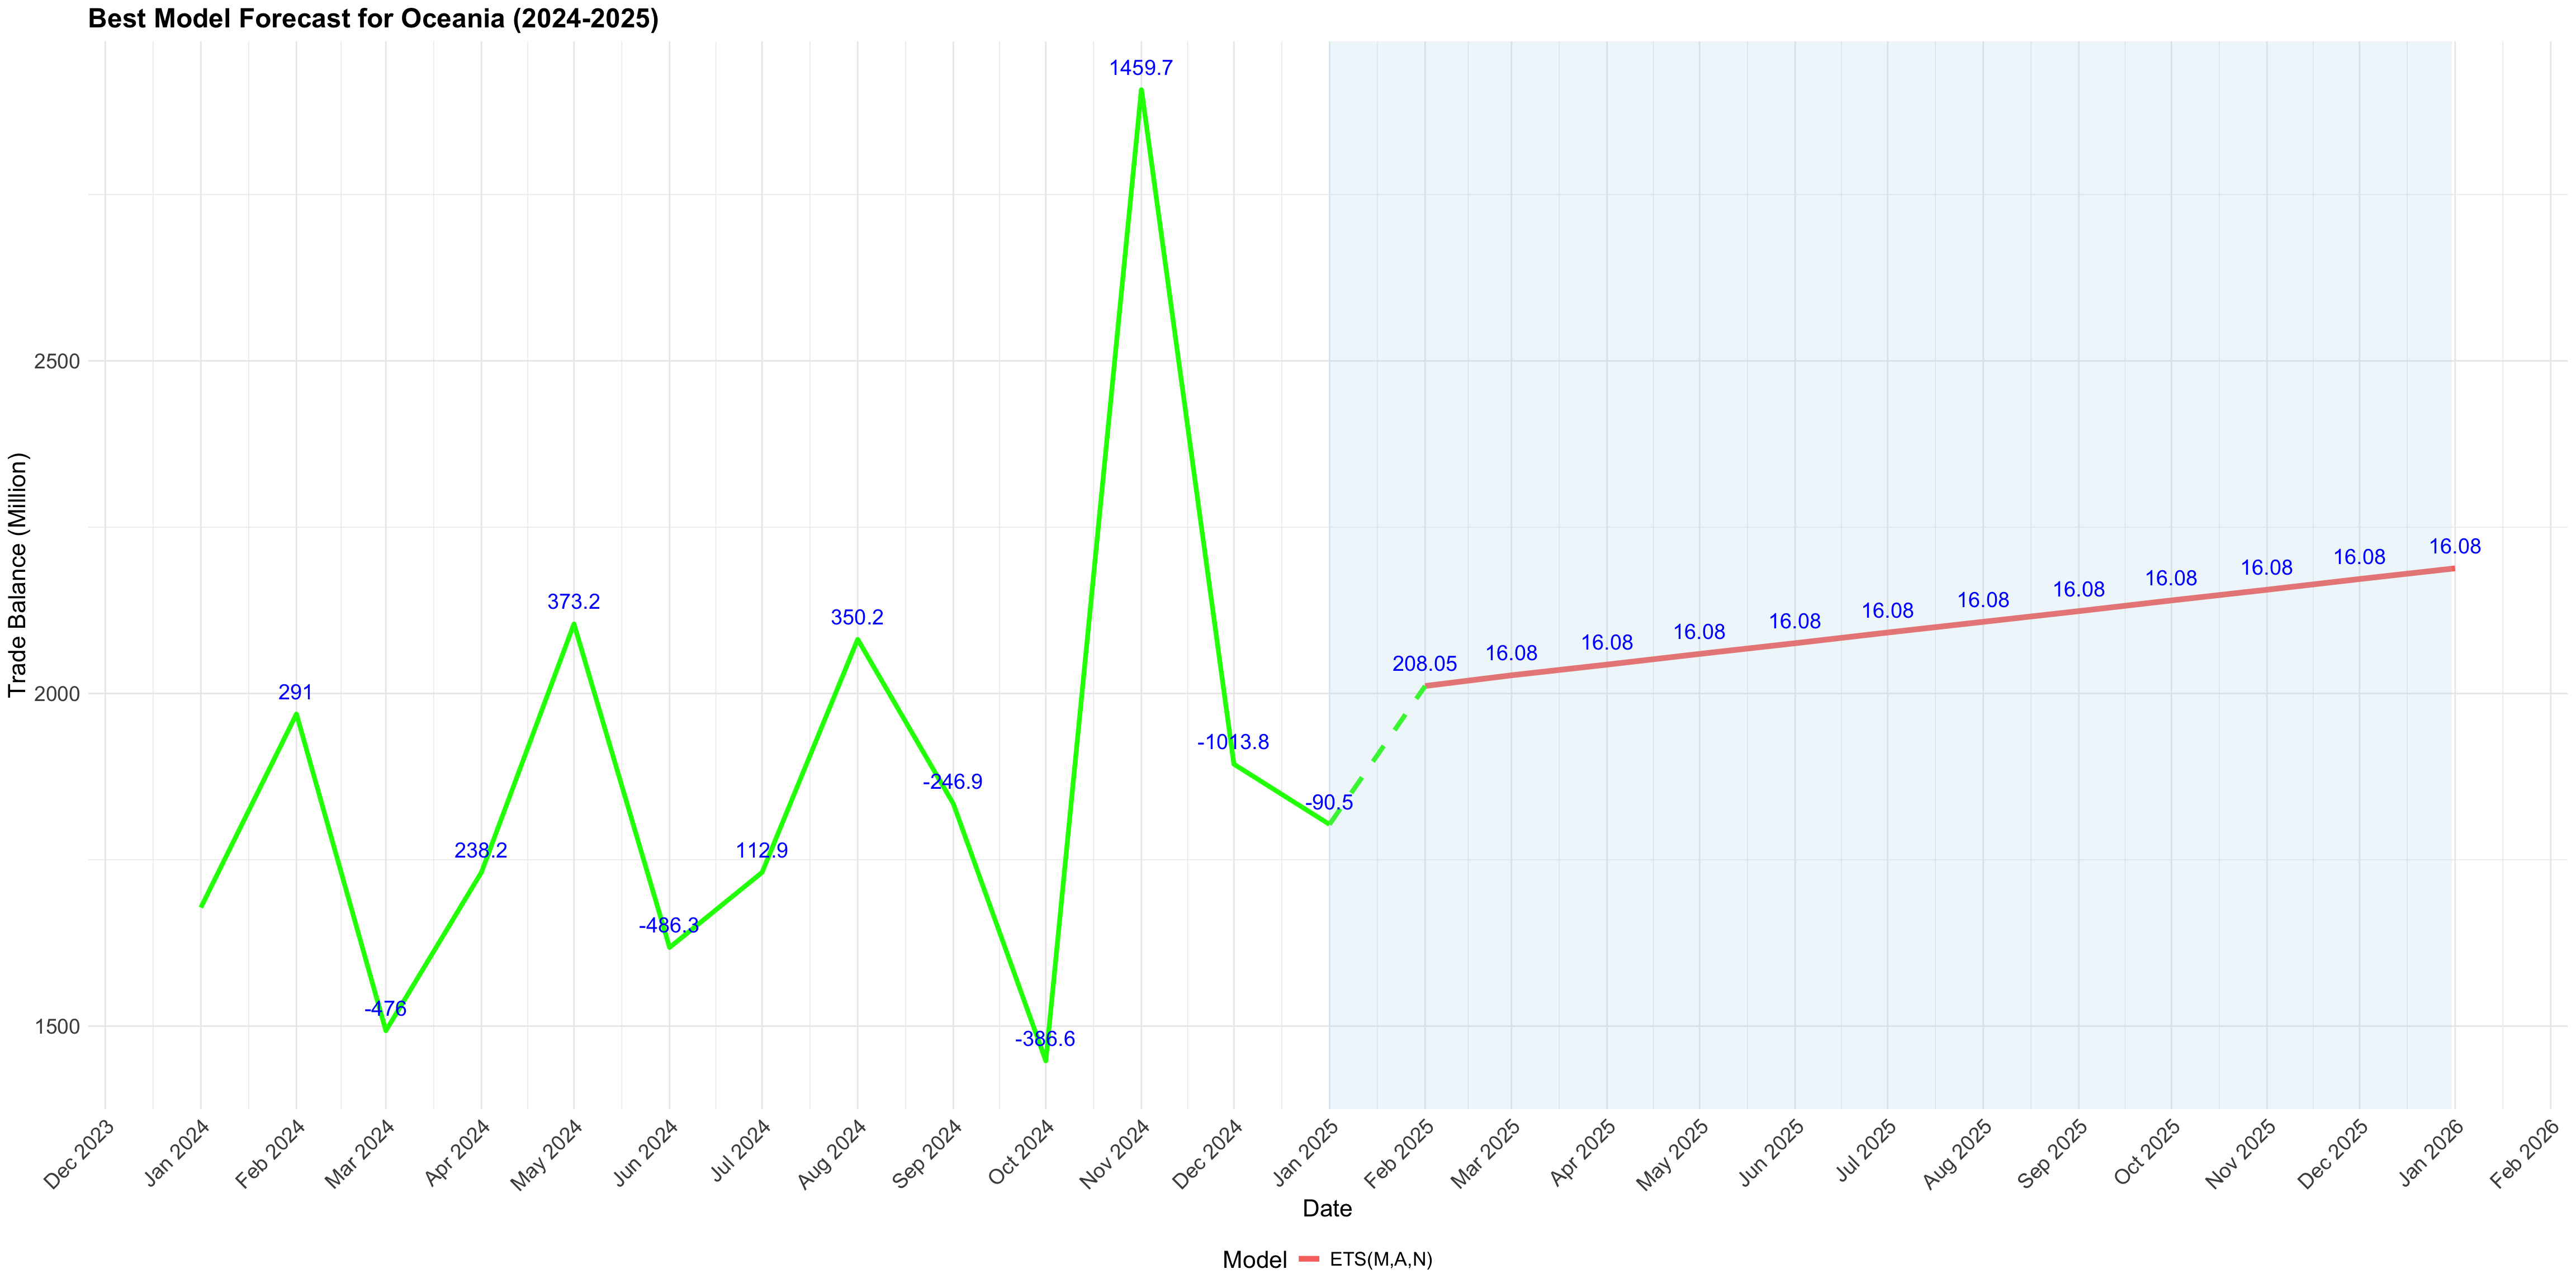 Best Model Forecast for Oceania (2024-2025)
Trade Balance (Million)
2500
2000
1500
291
-476
238.2
373.2
-486.3
112.9
350.2
-246.9
-386.6
1459.7
-1013.8
-90.5
208.05
16.08
16.08
16.08
16.08
16.08
16.08
16.08
16.08
16.08
16.08
16.08
Dec 2023
Jan 2024
Feb 2024
Mar 2024
Apr 2024
May 2024
Jun 2024
Jul 2024
Aug 2024
Sep 2024
Oct 2024
Nov 2024
Dec 2024
Jan 2025
Feb 2025
Mar 2025
Apr 2025
May 2025
Jun 2025
Jul 2025
Aug 2025
Sep 2025
Oct 2025
Nov 2025
Dec 2025
Jan 2026
Feb 2026
Date
Model ETS(M,A,N)